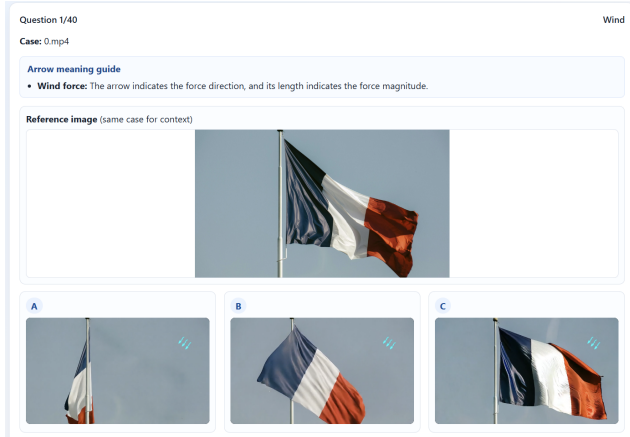 Question 1/40
Wind
Case: 0.mp4
Arrow meaning guide
• Wind force: The arrow indicates the force direction, and its length indicates the force magnitude.
Reference image (same case for context)
A
B
C